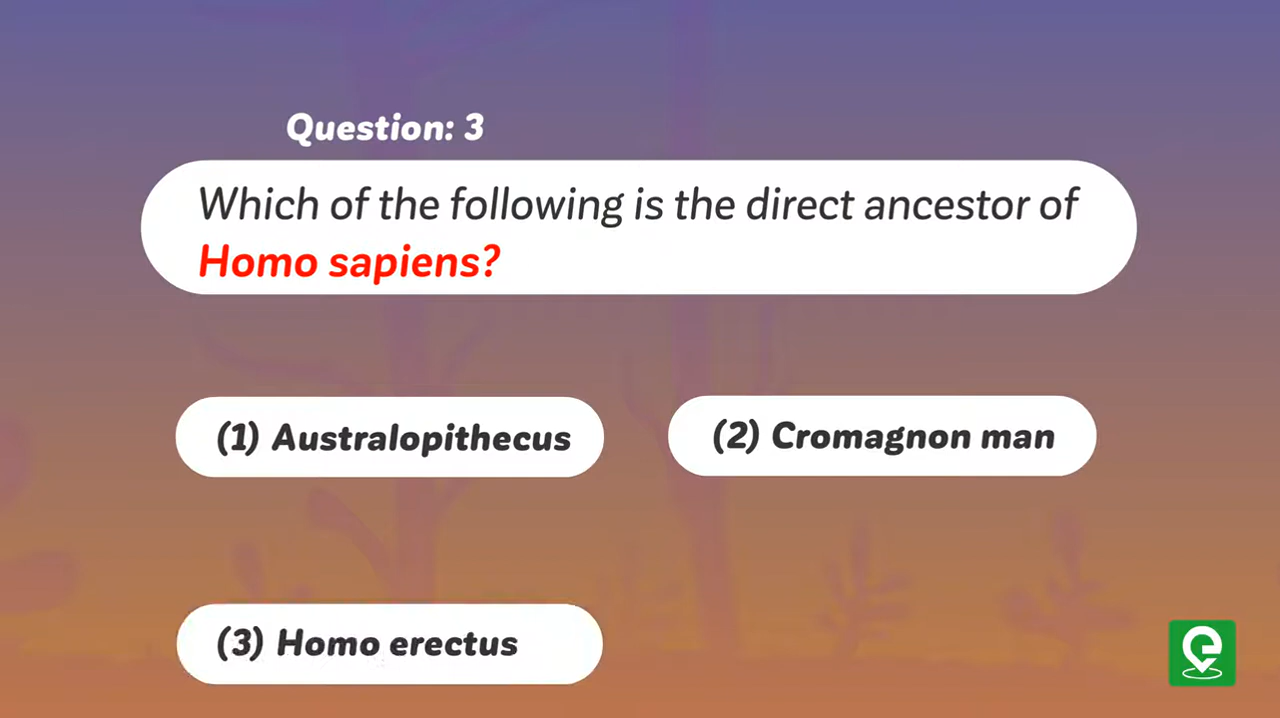 Question: 3
Which of the following is the direct ancestor of
Homo sapiens?
(1) Australopithecus
(2) Cromagnon man
(3) Homo erectus